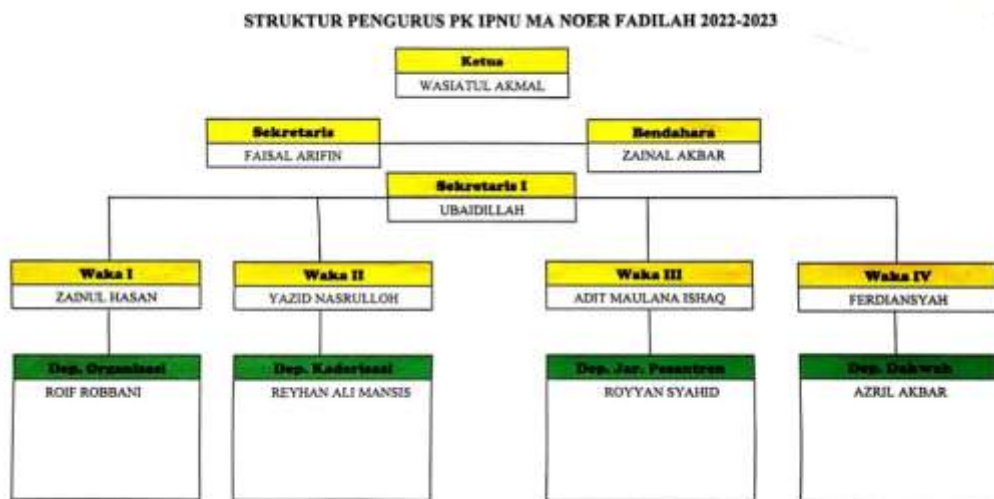 STRUKTUR PENGURUS PK IPNU MA NOER FADILAH 2022-2023
Ketua
WASIATUL AKMAL
Sekretaris
FAISAL ARIFIN
Bendahara
ZAINAL AKBAR
Sekretaris I
UBAIDILLAH
Waka I
ZAINUL HASAN
Waka II
YAZID NASRULLOH
Waka III
ADIT MAULANA ISHAQ
Waka IV
FERDIANSYAH
Dep. Organisasi
ROIF ROBBANI
Dep. Kaderisasi
REYHAN ALI MANSIS
Dep. Jar. Pesantren
ROYYAN SYAHID
Dep. Dakwah
AZRIL AKBAR